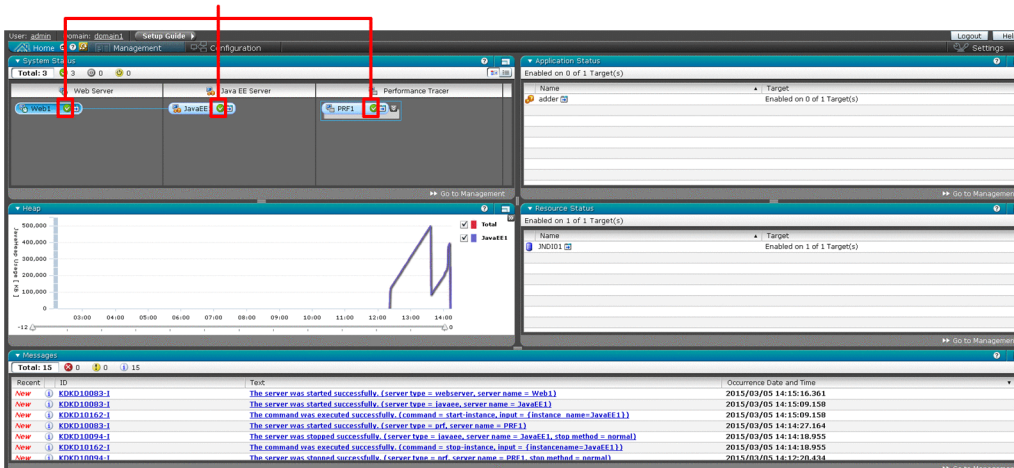 User: admin Domain: domain1 Setup Guide Logout
Home Management Configuration Settings
System Status
Total: 3 3 0 0
Web Server Java EE Server Performance Tracer
Web1 JavaEE PRF1
Go to Management
Application Status
Enabled on 0 of 1 Target(s)
Name Target
adder Enabled on 0 of 1 Target(s)
Go to Managemen
Heap
JavaHeap Usage [ KB ]
500,000
400,000
300,000
200,000
100,000
0
03:00 04:00 05:00 06:00 07:00 08:00 09:00 10:00 11:00 12:00 13:00 14:00
-12 0
Total
JavaEE1
Resource Status
Enabled on 1 of 1 Target(s)
Name Target
JNDID1 Enabled on 1 of 1 Target(s)
Go to Managemen
Messages
Total: 15 0 0 15
Recent ID Text Occurrence Date and Time
New KDKD10083-I The server was started successfully. (server type = webserver, server name = Web1) 2015/03/05 14:15:16.361
New KDKD10083-I The server was started successfully. (server type = javaee, server name = JavaEE1) 2015/03/05 14:15:09.158
New KDKD10162-I The command was executed successfully. (command = start-instance, input = {instance_name=JavaEE1}) 2015/03/05 14:15:09.158
New KDKD10083-I The server was started successfully. (server type = prf, server name = PRF1) 2015/03/05 14:14:27.164
New KDKD10094-I The server was stopped successfully. (server type = javaee, server name = JavaEE1, stop method = normal) 2015/03/05 14:14:18.955
New KDKD10162-I The command was executed successfully. (command = stop-instance, input = {instancename=JavaEE1}) 2015/03/05 14:14:18.955
New KDKD10094-I The server was stopped successfully. (server type = prf, server name = PRF1, stop method = normal) 2015/03/05 14:12:20.434